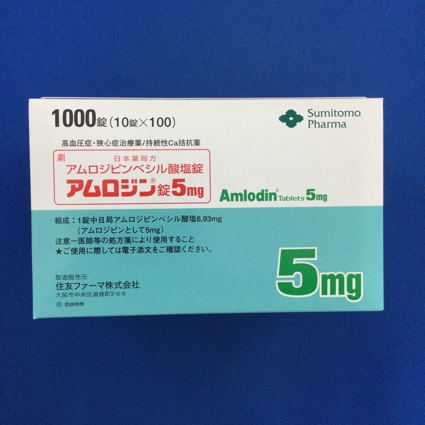 1000錠(10錠×100)
Sumitomo
Pharma
高血圧症・狭心症治療薬/持続性Ca拮抗薬
劇
日本薬局方
アムロジピンベシル酸塩錠
アムロジン®錠5mg
Amlodin® Tablets 5mg
組成:1錠中日局アムロジピンベシル酸塩6.93mg
(アムロジピンとして5mg)
注意-医師等の処方箋により使用すること
★ご使用に際しては電子添文をご確認ください。
5mg
製造販売元
住友ファーマ株式会社
大阪市中央区道修町2-6-8
®:登録商標